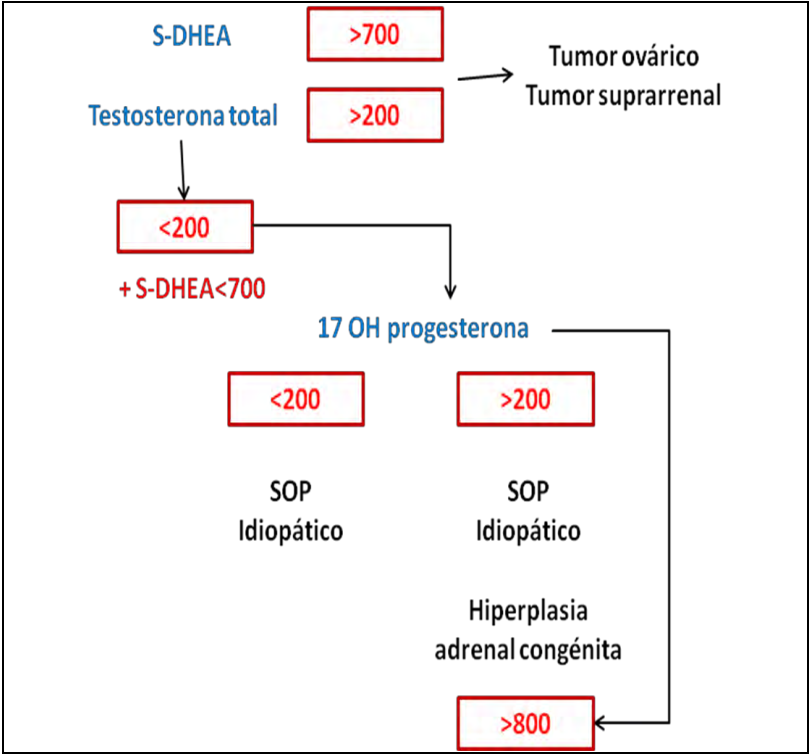 S-DHEA
>700
Testosterona total
>200
Tumor ovárico
Tumor suprarrenal
<200
+ S-DHEA<700
17 OH progesterona
<200
>200
SOP
Idiopático
SOP
Idiopático
Hiperplasia
adrenal congénita
>800